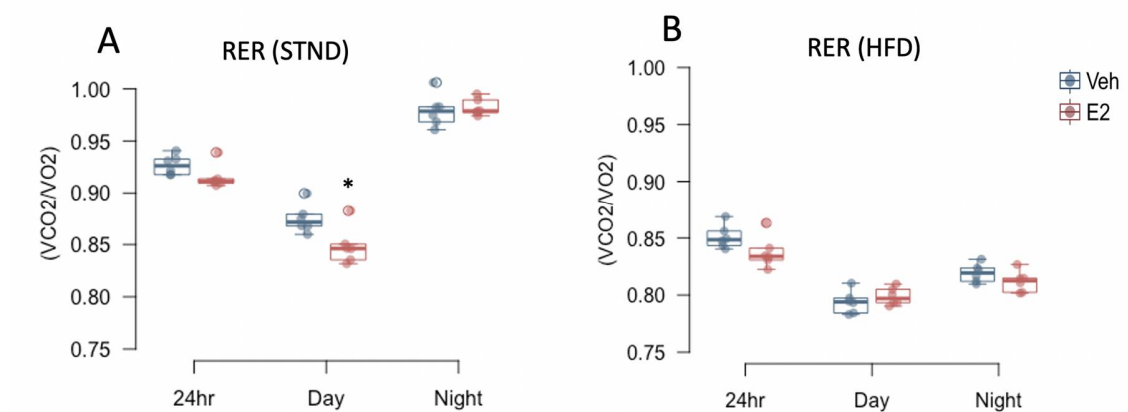 A
RER (STND)
1.00
0.95
0.90
0.85
0.80
0.75
(VCO2/VO2)
*
24hr Day Night
B
RER (HFD)
1.00
0.95
0.90
0.85
0.80
0.75
(VCO2/VO2)
24hr Day Night
Veh
E2